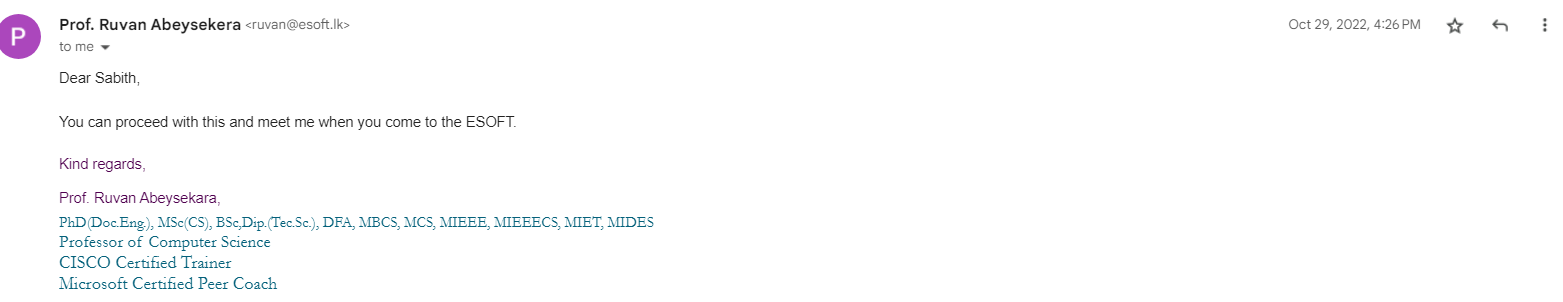 P
Prof. Ruvan Abeysekera <ruvan@esoft.lk>
Oct 29, 2022, 4:26 PM
to me
Dear Sabith,
You can proceed with this and meet me when you come to the ESOFT.
Kind regards,
Prof. Ruvan Abeysekara,
PhD(Doc.Eng.), MSc(CS), BSc,Dip.(Tec.Sc.), DFA, MBCS, MCS, MIEEE, MIEEECS, MIET, MIDES
Professor of Computer Science
CISCO Certified Trainer
Microsoft Certified Peer Coach